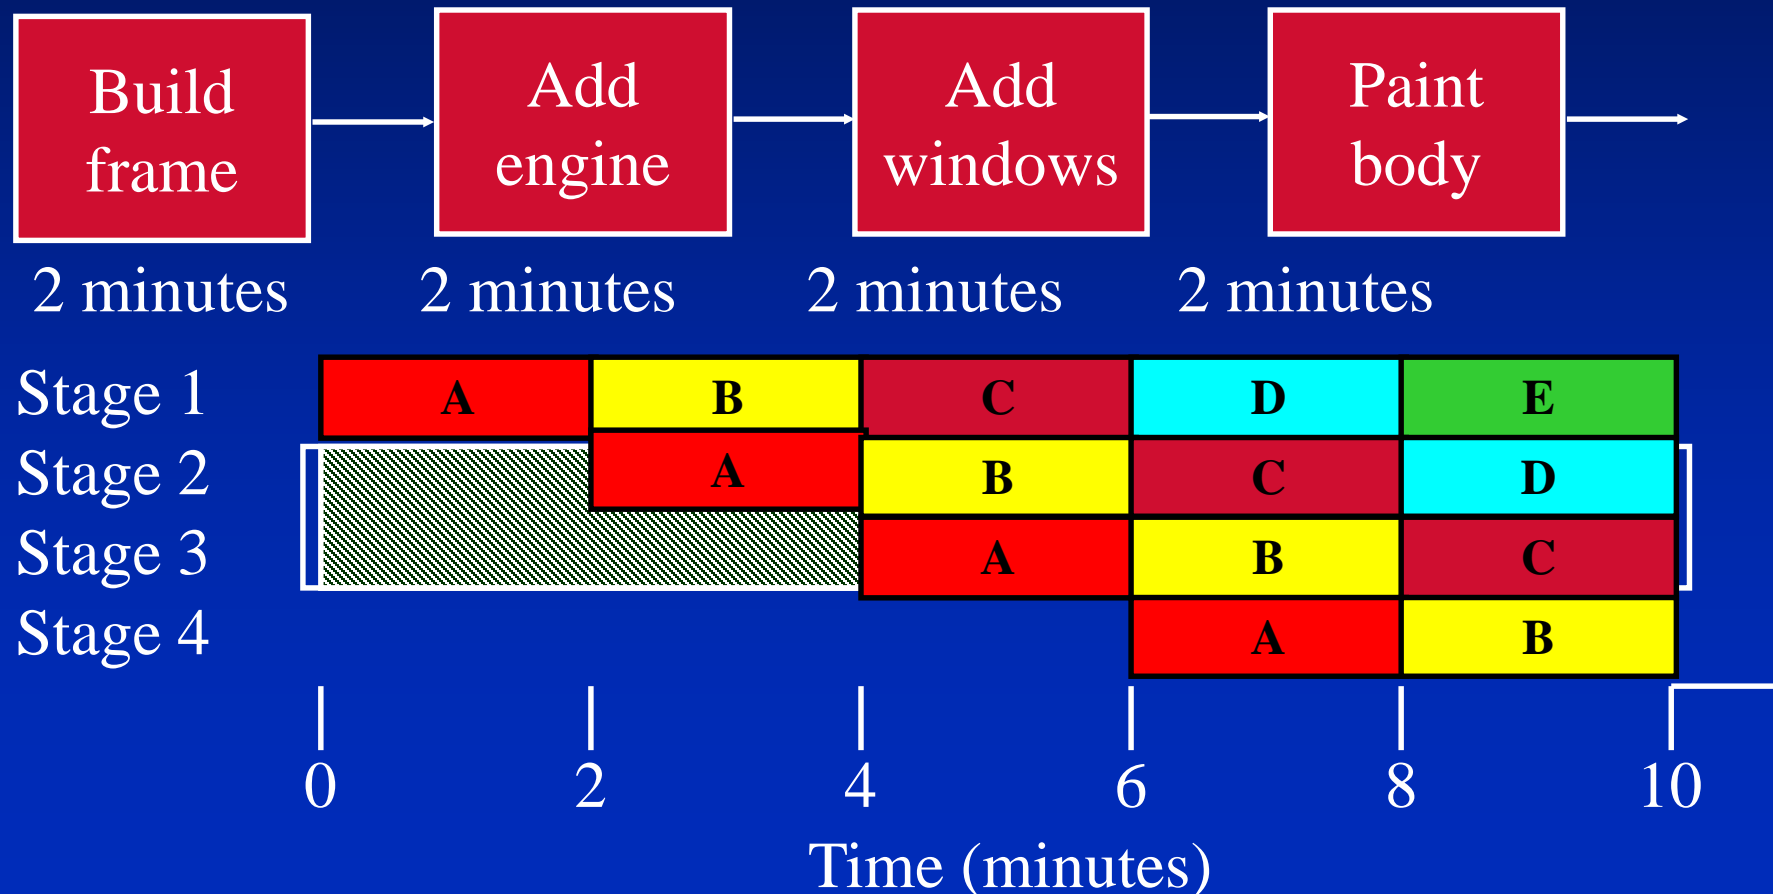 Build
frame
Add
engine
Add
windows
Paint
body
2 minutes
2 minutes
2 minutes
2 minutes
Stage 1
A
B
C
D
E
Stage 2
A
B
C
D
Stage 3
A
B
C
Stage 4
A
B
0
2
4
6
8
10
Time (minutes)